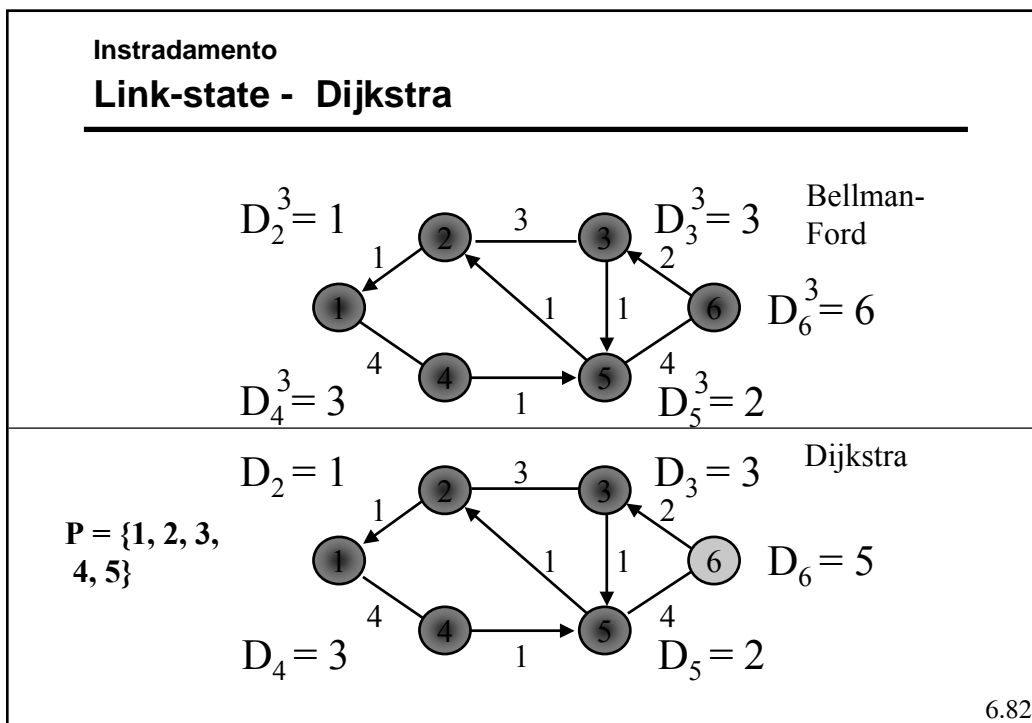 Instradamento
Link-state - Dijkstra
D₂³ = 1
2
3
3
D₃³ = 3
Bellman-
Ford
1
2
1
1
1
6
D₆³ = 6
4
4
5
4
D₄³ = 3
1
D₅³ = 2
D₂ = 1
2
3
3
D₃ = 3
Dijkstra
P = {1, 2, 3,
4, 5}
1
2
1
1
1
6
D₆ = 5
4
4
5
4
D₄ = 3
1
D₅ = 2
6.82